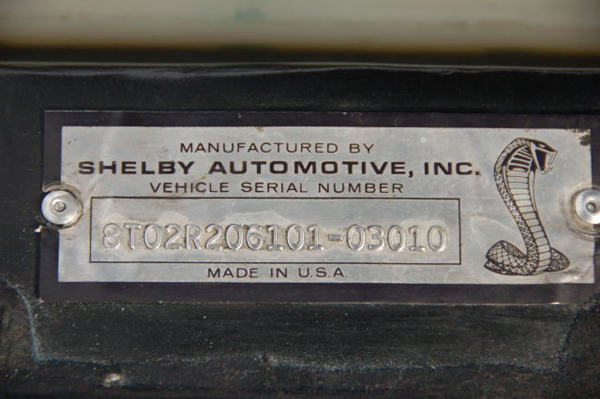 MANUFACTURED BY
SHELBY AUTOMOTIVE, INC.
VEHICLE SERIAL NUMBER
8T02R206101-03010
MADE IN U.S.A.